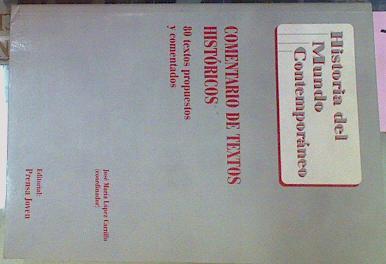 Historia del
Mundo
Contemporáneo
COMENTARIO DE TEXTOS
HISTÓRICOS
80 textos propuestos
y comentados
José María López Carrillo
(coordinador)
Editorial:
Prensa Joven